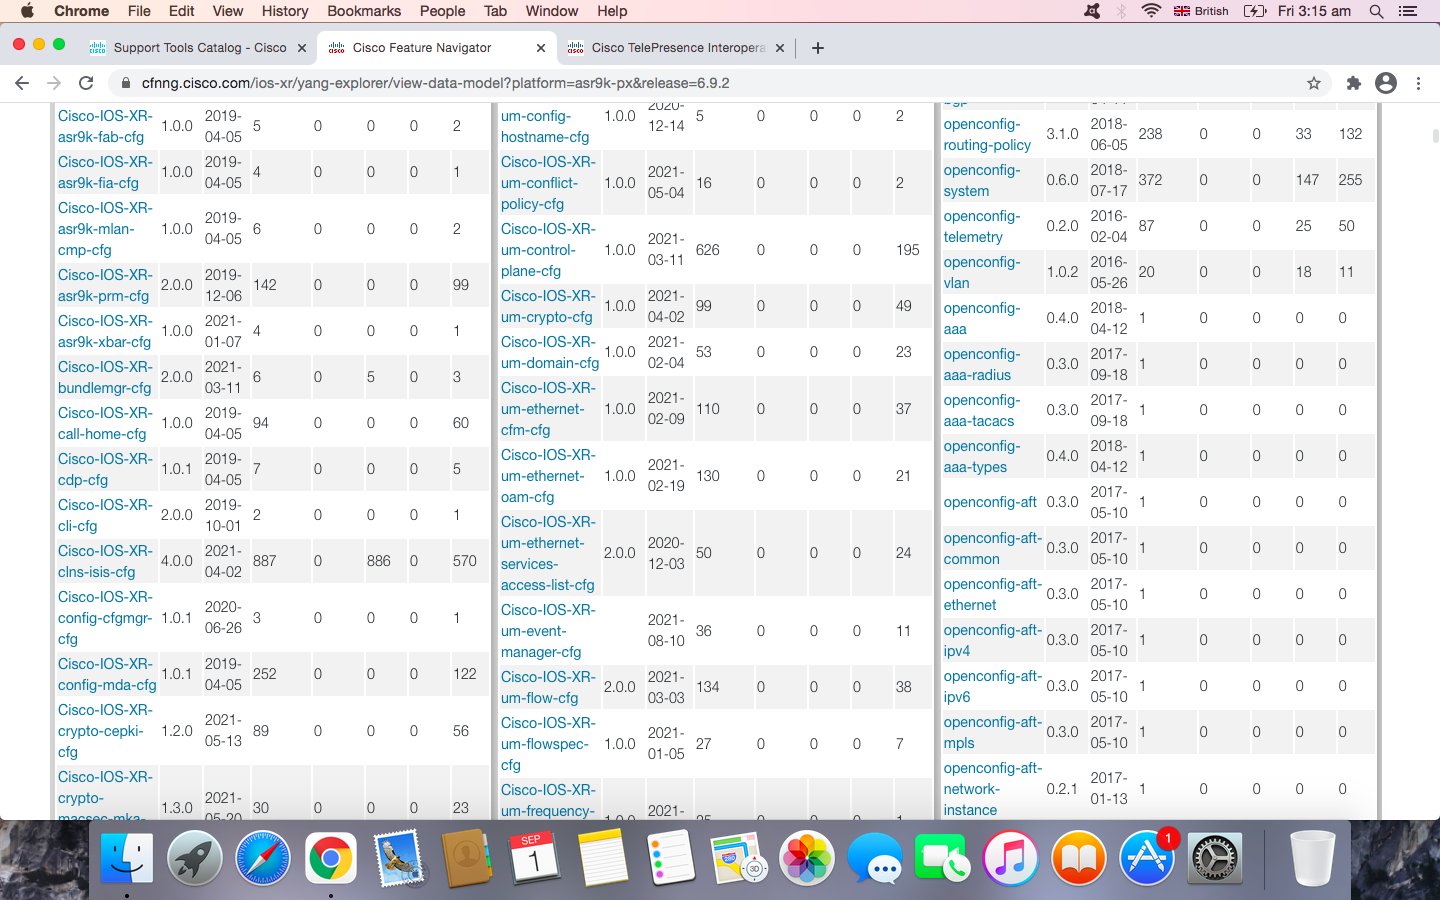 Chrome File Edit View History Bookmarks People Tab Window Help British Fri 3:15 am
Support Tools Catalog - Cisco
Cisco Feature Navigator
Cisco TelePresence Interopera
cfnng.cisco.com/ios-xr/yang-explorer/view-data-model?platform=asr9k-px&release=6.9.2
Cisco-IOS-XR-
asr9k-fab-cfg
1.0.0
2019-
04-05
5 0 0 0 2
Cisco-IOS-XR-
asr9k-fia-cfg
1.0.0
2019-
04-05
4 0 0 0 1
Cisco-IOS-XR-
asr9k-mlan-
cmp-cfg
1.0.0
2019-
04-05
6 0 0 0 2
Cisco-IOS-XR-
asr9k-prm-cfg
2.0.0
2019-
12-06
142 0 0 0 99
Cisco-IOS-XR-
asr9k-xbar-cfg
1.0.0
2021-
01-07
4 0 0 0 1
Cisco-IOS-XR-
bundlemgr-cfg
2.0.0
2021-
03-11
6 0 5 0 3
Cisco-IOS-XR-
call-home-cfg
1.0.0
2019-
04-05
94 0 0 0 60
Cisco-IOS-XR-
cdp-cfg
1.0.1
2019-
04-05
7 0 0 0 5
Cisco-IOS-XR-
cli-cfg
2.0.0
2019-
10-01
2 0 0 0 1
Cisco-IOS-XR-
clns-isis-cfg
4.0.0
2021-
04-02
887 0 886 0 570
Cisco-IOS-XR-
config-cfgmgr-
cfg
1.0.1
2020-
06-26
3 0 0 0 1
Cisco-IOS-XR-
config-mda-cfg
1.0.1
2019-
04-05
252 0 0 0 122
Cisco-IOS-XR-
crypto-cepki-
cfg
1.2.0
2021-
05-13
89 0 0 0 56
Cisco-IOS-XR-
crypto-
macsec-mka-
1.3.0
2021-
05-20
30 0 0 0 23
um-config-
hostname-cfg
1.0.0
2020-
12-14
5 0 0 0 2
Cisco-IOS-XR-
um-conflict-
policy-cfg
1.0.0
2021-
05-04
16 0 0 0 2
Cisco-IOS-XR-
um-control-
plane-cfg
1.0.0
2021-
03-11
626 0 0 0 195
Cisco-IOS-XR-
um-crypto-cfg
1.0.0
2021-
04-02
99 0 0 0 49
Cisco-IOS-XR-
um-domain-cfg
1.0.0
2021-
02-04
53 0 0 0 23
Cisco-IOS-XR-
um-ethernet-
cfm-cfg
1.0.0
2021-
02-09
110 0 0 0 37
Cisco-IOS-XR-
um-ethernet-
oam-cfg
1.0.0
2021-
02-19
130 0 0 0 21
Cisco-IOS-XR-
um-ethernet-
services-
access-list-cfg
2.0.0
2020-
12-03
50 0 0 0 24
Cisco-IOS-XR-
um-event-
manager-cfg
2021-
08-10
36 0 0 0 11
Cisco-IOS-XR-
um-flow-cfg
2.0.0
2021-
03-03
134 0 0 0 38
Cisco-IOS-XR-
um-flowspec-
cfg
1.0.0
2021-
01-05
27 0 0 0 7
Cisco-IOS-XR-
um-frequency-
1.0.0
2021-
25 0 0 0 1
bgp
openconfig-
routing-policy
3.1.0
2018-
06-05
238 0 0 33 132
openconfig-
system
0.6.0
2018-
07-17
372 0 0 147 255
openconfig-
telemetry
0.2.0
2016-
02-04
87 0 0 25 50
openconfig-
vlan
1.0.2
2016-
05-26
20 0 0 18 11
openconfig-
aaa
0.4.0
2018-
04-12
1 0 0 0 0
openconfig-
aaa-radius
0.3.0
2017-
09-18
1 0 0 0 0
openconfig-
aaa-tacacs
0.3.0
2017-
09-18
1 0 0 0 0
openconfig-
aaa-types
0.4.0
2018-
04-12
1 0 0 0 0
openconfig-aft
0.3.0
2017-
05-10
1 0 0 0 0
openconfig-aft-
common
0.3.0
2017-
05-10
1 0 0 0 0
openconfig-aft-
ethernet
0.3.0
2017-
05-10
1 0 0 0 0
openconfig-aft-
ipv4
0.3.0
2017-
05-10
1 0 0 0 0
openconfig-aft-
ipv6
0.3.0
2017-
05-10
1 0 0 0 0
openconfig-aft-
mpls
0.3.0
2017-
05-10
1 0 0 0 0
openconfig-aft-
network-
instance
0.2.1
2017-
01-13
1 0 0 0 0
SEP
1
280
3D
1